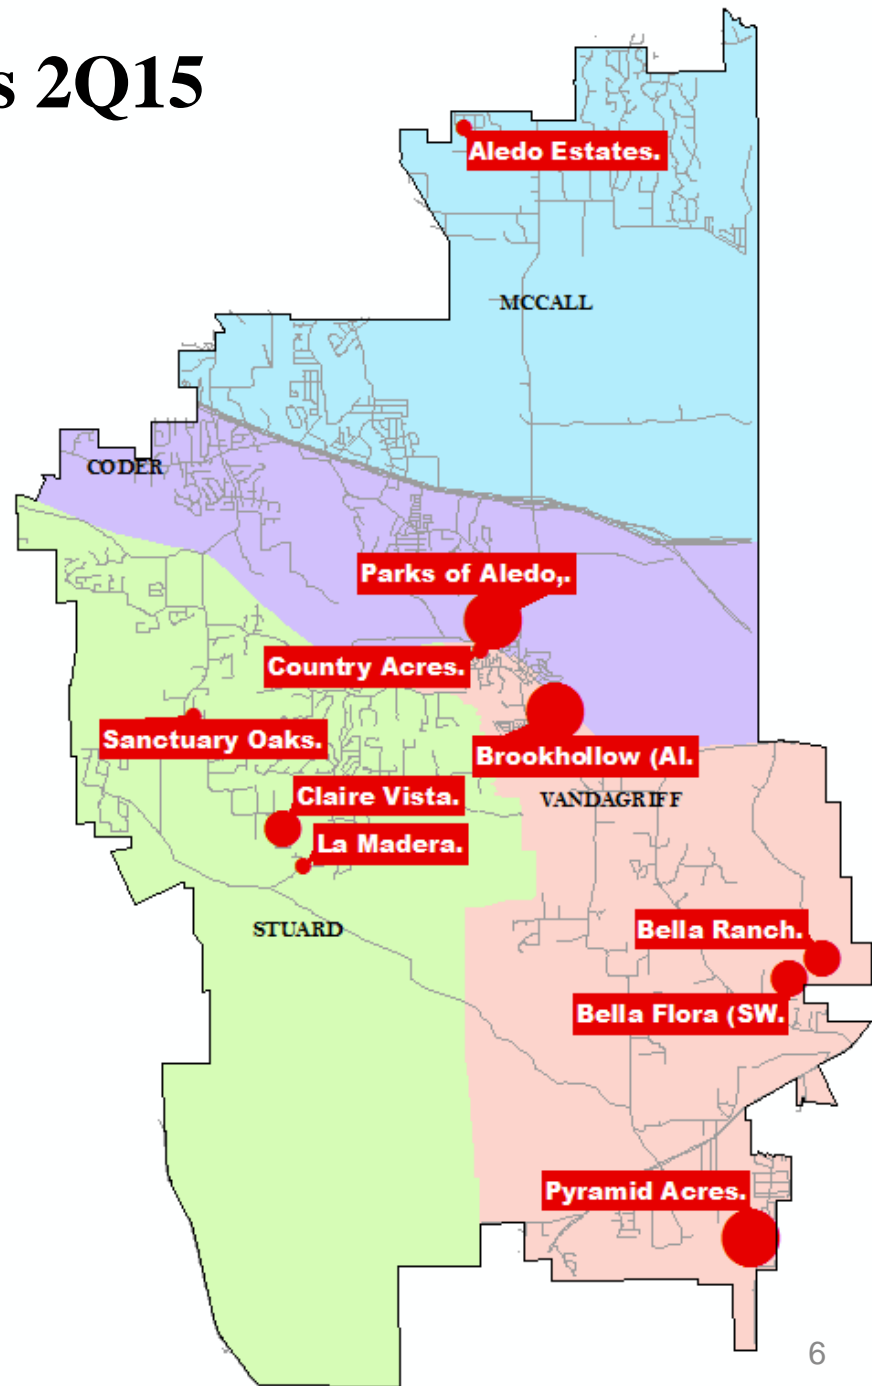 s 2Q15
Aledo Estates.
MCCALL
CODER
Parks of Aledo,.
Country Acres.
Sanctuary Oaks.
Brookhollow (Al.
Claire Vista.
VANDAGRIFF
La Madera.
STUARD
Bella Ranch.
Bella Flora (SW.
Pyramid Acres.
6